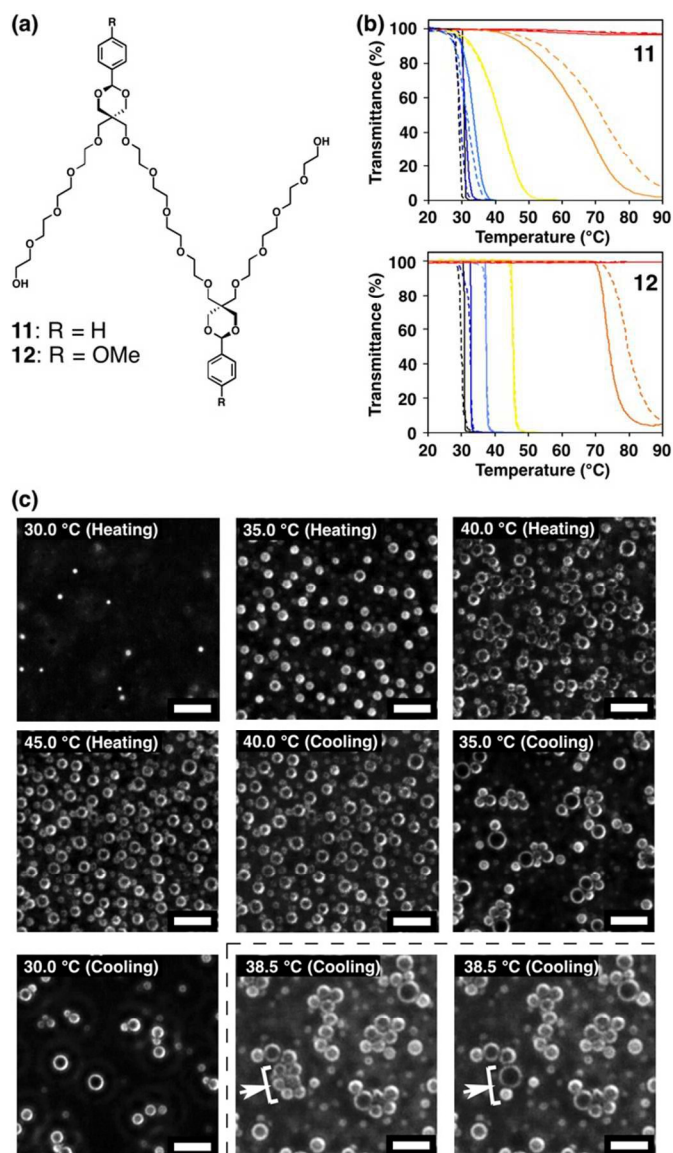 (a)
R
O O
O O
O O
O O
O O
O O
O O
OH
OH
O O
O O
R
11: R = H
12: R = OMe
(b)
Transmittance (%)
100
80
60
40
20
0
11
20 30 40 50 60 70 80 90
Temperature (°C)
Transmittance (%)
100
80
60
40
20
0
12
20 30 40 50 60 70 80 90
Temperature (°C)
(c)
30.0 °C (Heating)
35.0 °C (Heating)
40.0 °C (Heating)
45.0 °C (Heating)
40.0 °C (Cooling)
35.0 °C (Cooling)
30.0 °C (Cooling)
38.5 °C (Cooling)
38.5 °C (Cooling)